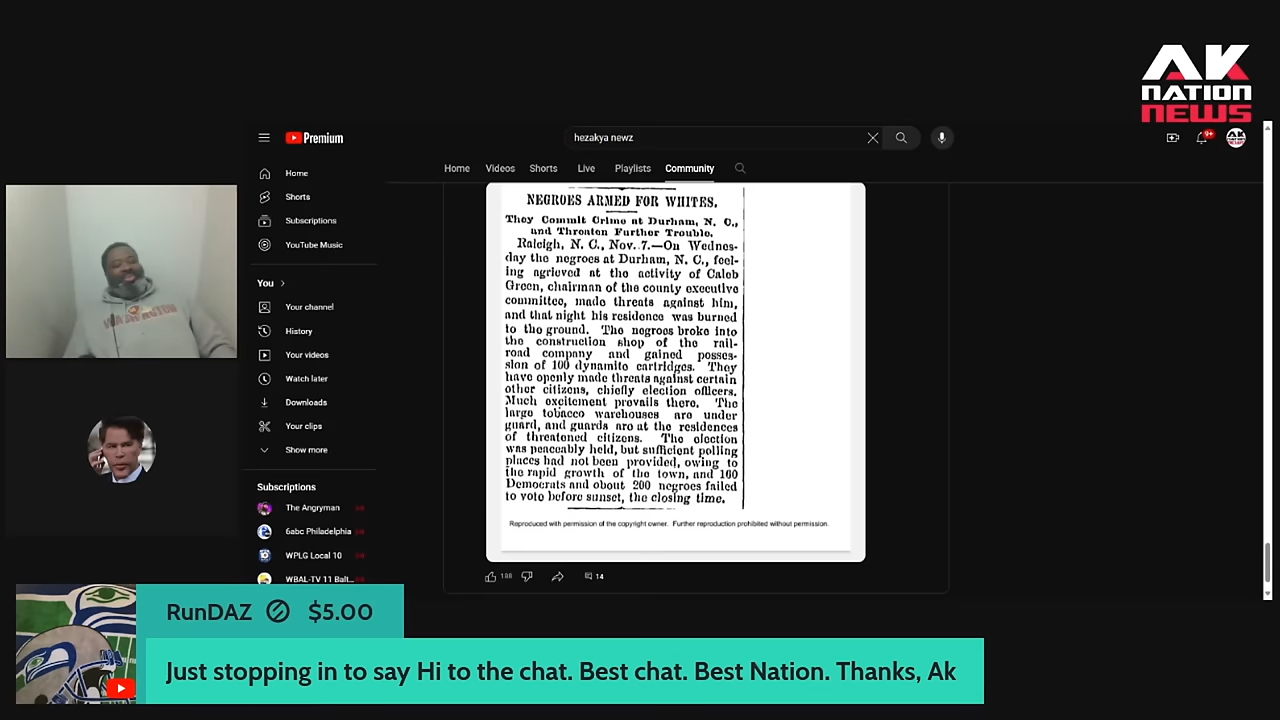 AK
NATION
NEWS
Premium
hezakya newz
9+
Home
Videos
Shorts
Live
Playlists
Community
Home
Shorts
Subscriptions
YouTube Music
You
Your channel
History
Your videos
Watch later
Downloads
Your clips
Show more
Subscriptions
The Angryman
6abc Philadelphia
WPLG Local 10
WBAL-TV 11 Balt...
WASHINGTON
NEGROES ARMED FOR WHITES.
They Commit Crime at Durham, N. C.,
and Threaten Further Trouble.
Raleigh, N. C., Nov. 7.—On Wednes-
day the negroes at Durham, N. C., feel-
ing agrieved at the activity of Caleb
Green, chairman of the county executive
committee, made threats against him,
and that night his residence was burned
to the ground. The negroes broke into
the construction shop of the rail-
road company and gained posses-
sion of 100 dynamite cartridges. They
have openly made threats against certain
other citizens, chiefly election officers.
Much excitement prevails there. The
large tobacco warehouses are under
guard, and guards are at the residences
of threatened citizens. The election
was peaceably held, but sufficient polling
places had not been provided, owing to
the rapid growth of the town, and 100
Democrats and about 200 negroes failed
to vote before sunset, the closing time.
Reproduced with permission of the copyright owner. Further reproduction prohibited without permission.
188
14
RunDAZ $5.00
Just stopping in to say Hi to the chat. Best chat. Best Nation. Thanks, Ak